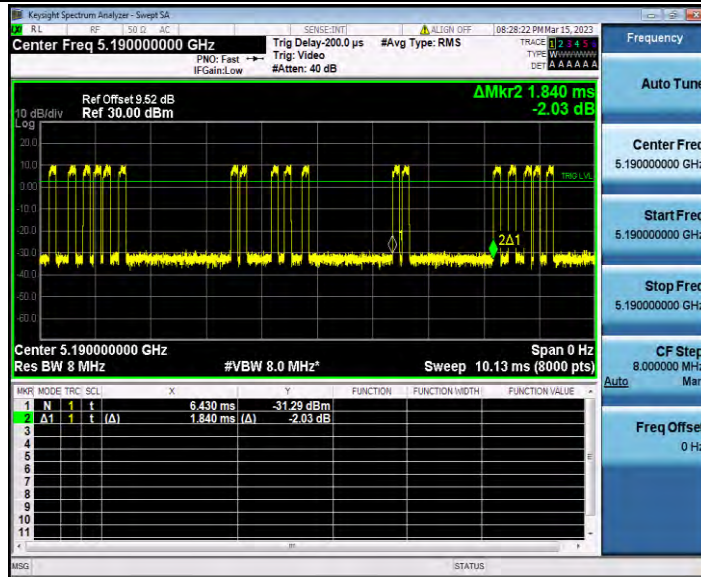 Keysight Spectrum Analyzer - Swept SA
RL RF 50 Ω AC SENSE:INT ALIGN OFF 08:28:22 PM Mar 15, 2023
Center Freq 5.190000000 GHz
PNO: Fast
IFGain:Low
Trig Delay-200.0 µs
Trig: Video
#Atten: 40 dB
#Avg Type: RMS
TRACE 1 2 3 4 5 6
TYPE W
DET A A A A A A
Ref Offset 9.52 dB
10 dB/div Ref 30.00 dBm
Log
ΔMkr2 1.840 ms
-2.03 dB
20.0
10.0
0.00
-10.0
-20.0
-30.0
-40.0
-50.0
-60.0
TRIG LVL
2Δ1
Center 5.190000000 GHz Span 0 Hz
Res BW 8 MHz #VBW 8.0 MHz* Sweep 10.13 ms (8000 pts)
MKR MODE TRC SCL X Y FUNCTION FUNCTION WIDTH FUNCTION VALUE
1 N 1 t 6.430 ms -31.29 dBm
2 Δ1 1 t (Δ) 1.840 ms (Δ) -2.03 dB
3
4
5
6
7
8
9
10
11
MSG STATUS
Frequency
Auto Tune
Center Freq
5.190000000 GHz
Start Freq
5.190000000 GHz
Stop Freq
5.190000000 GHz
CF Step
8.000000 MHz
Auto Man
Freq Offset
0 Hz